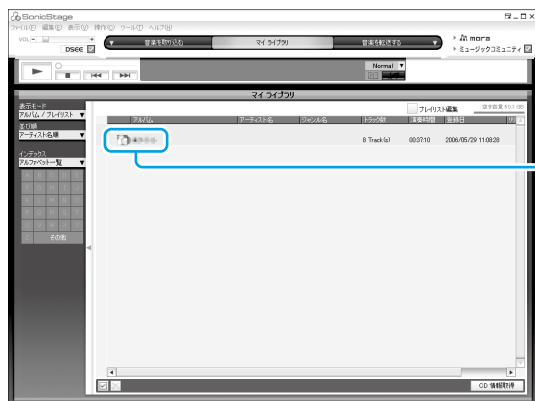 SonicStage
ファイル(F) 編集(E) 表示(V) 操作(C) ツール(T) ヘルプ(H)
VOL - +
DSEE
音楽を取り込む
マイ ライブラリ
音楽を転送する
mora
ミュージックコミュニティ
Normal
マイ ライブラリ
表示モード
アルバム / プレイリスト
並び順
アーティスト名順
インデックス
アルファベット一覧
その他
プレイリスト編集
アルバム アーティスト名 ジャンル名 トラック数 演奏時間 登録日
8 Track(s) 00:37:10 2006/05/29 11:08:28
CD 情報取得